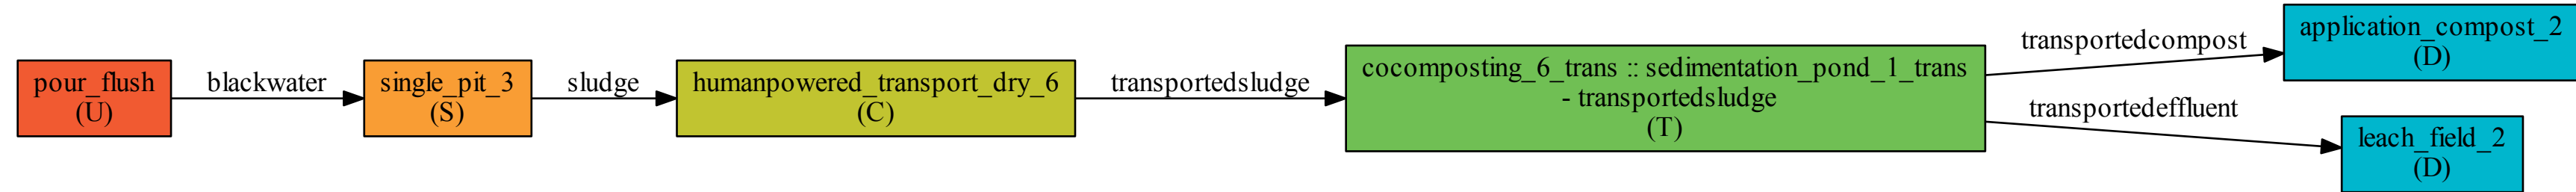 pour_flush
(U)
blackwater
single_pit_3
(S)
sludge
humanpowered_transport_dry_6
(C)
transportedsludge
cocomposting_6_trans :: sedimentation_pond_1_trans
- transportedsludge
(T)
transportedcompost
application_compost_2
(D)
transportedeffluent
leach_field_2
(D)